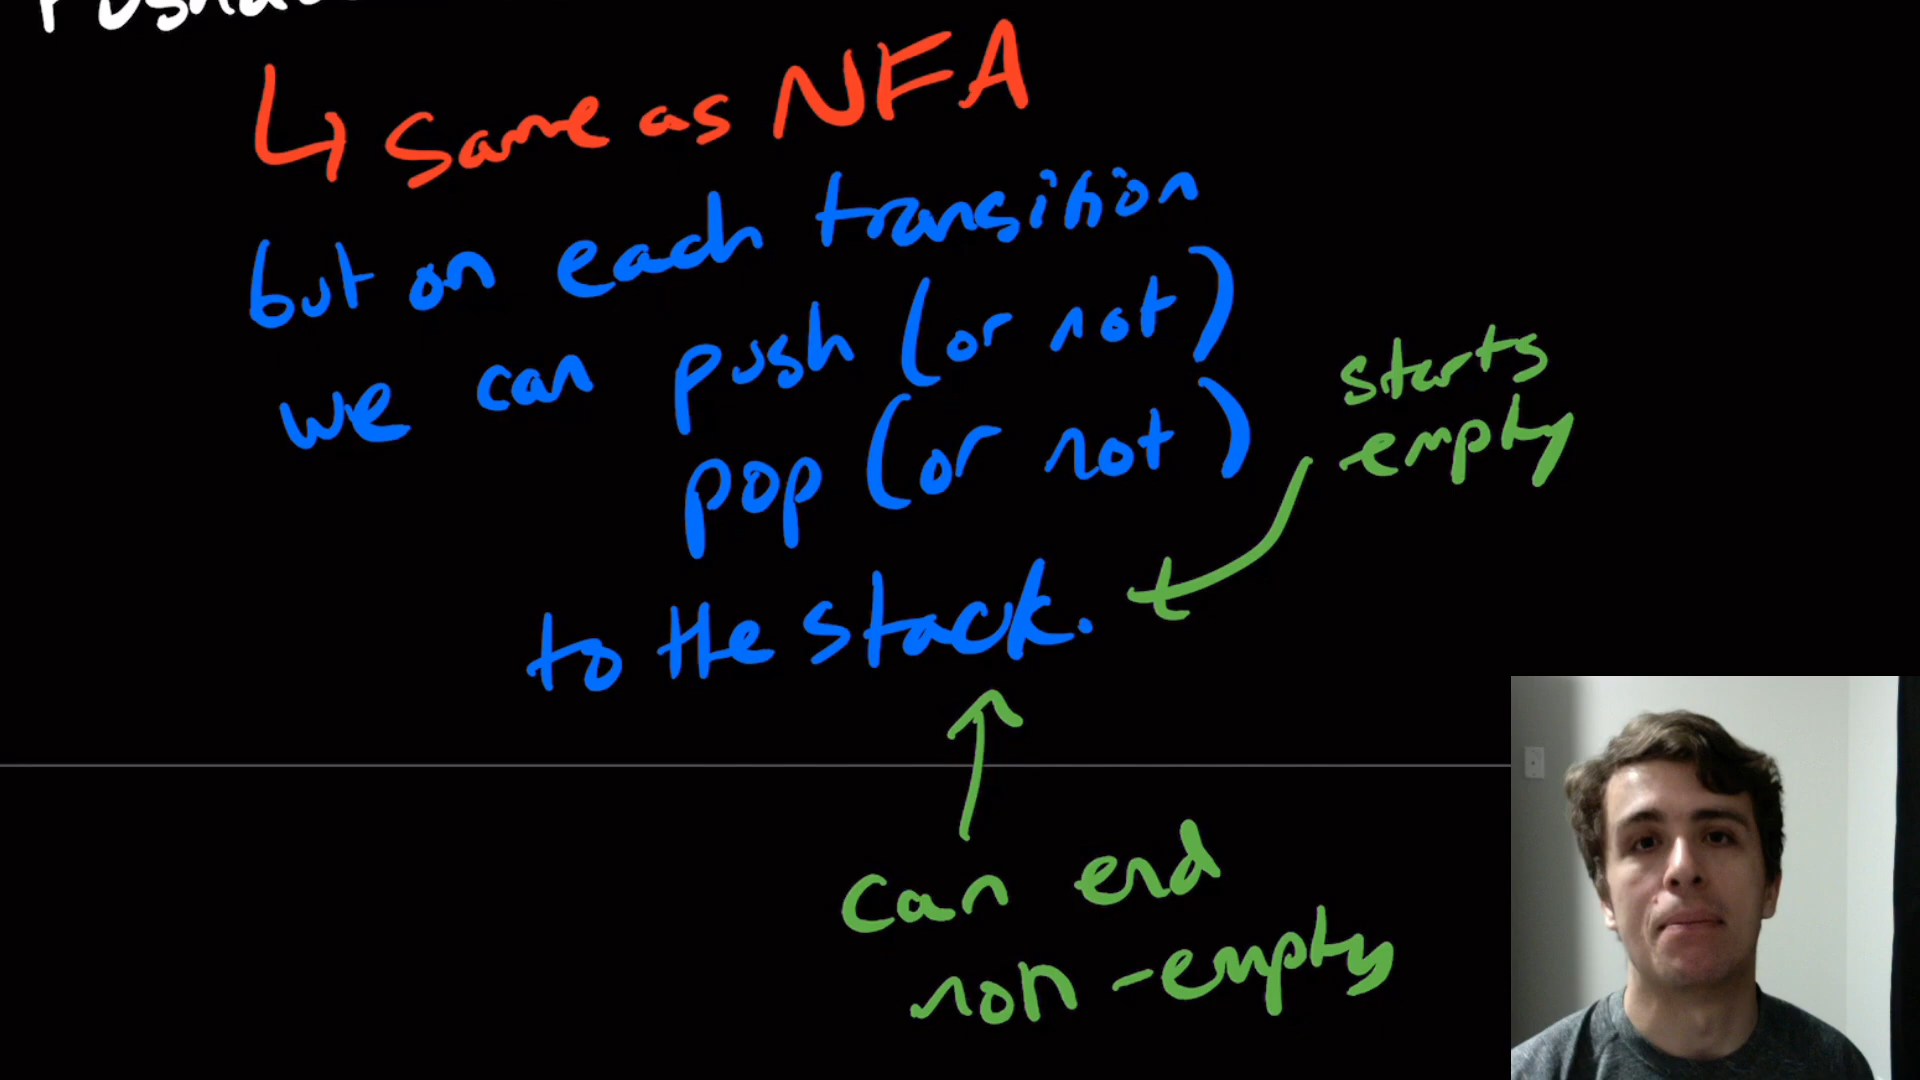 ↳ same as NFA
but on each transition
we can push (or not)
pop (or not)
starts
empty
to the stack.
can end
non-empty